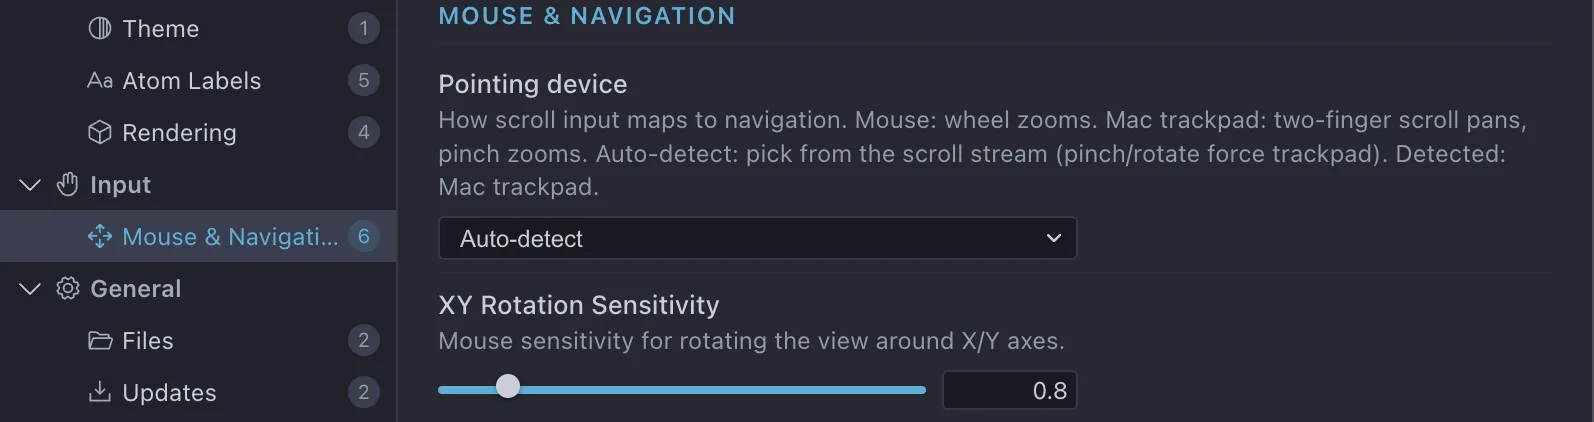 Theme 1
Aa Atom Labels 5
Rendering 4
Input
Mouse & Navigati... 6
General
Files 2
Updates 2
MOUSE & NAVIGATION
Pointing device
How scroll input maps to navigation. Mouse: wheel zooms. Mac trackpad: two-finger scroll pans,
pinch zooms. Auto-detect: pick from the scroll stream (pinch/rotate force trackpad). Detected:
Mac trackpad.
Auto-detect
XY Rotation Sensitivity
Mouse sensitivity for rotating the view around X/Y axes.
0.8